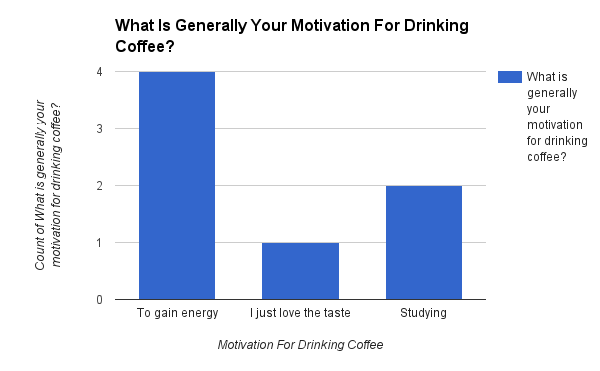 What Is Generally Your Motivation For Drinking
Coffee?
Count of What is generally your
motivation for drinking coffee?
4
3
2
1
0
To gain energy
I just love the taste
Studying
Motivation For Drinking Coffee
What is
generally
your
motivation
for drinking
coffee?